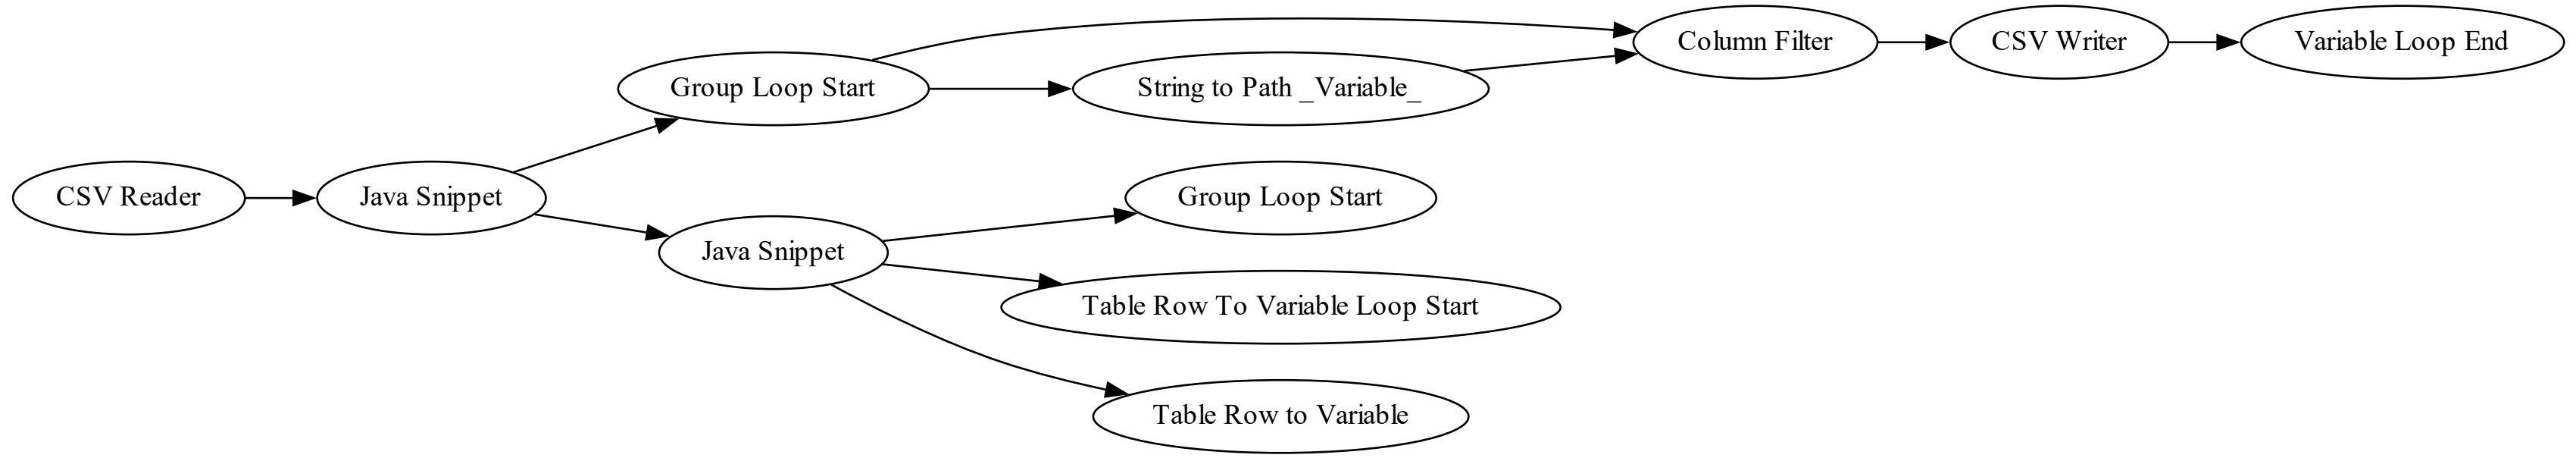 CSV Reader
Java Snippet
Group Loop Start
String to Path _Variable_
Column Filter
CSV Writer
Variable Loop End
Java Snippet
Group Loop Start
Table Row To Variable Loop Start
Table Row to Variable